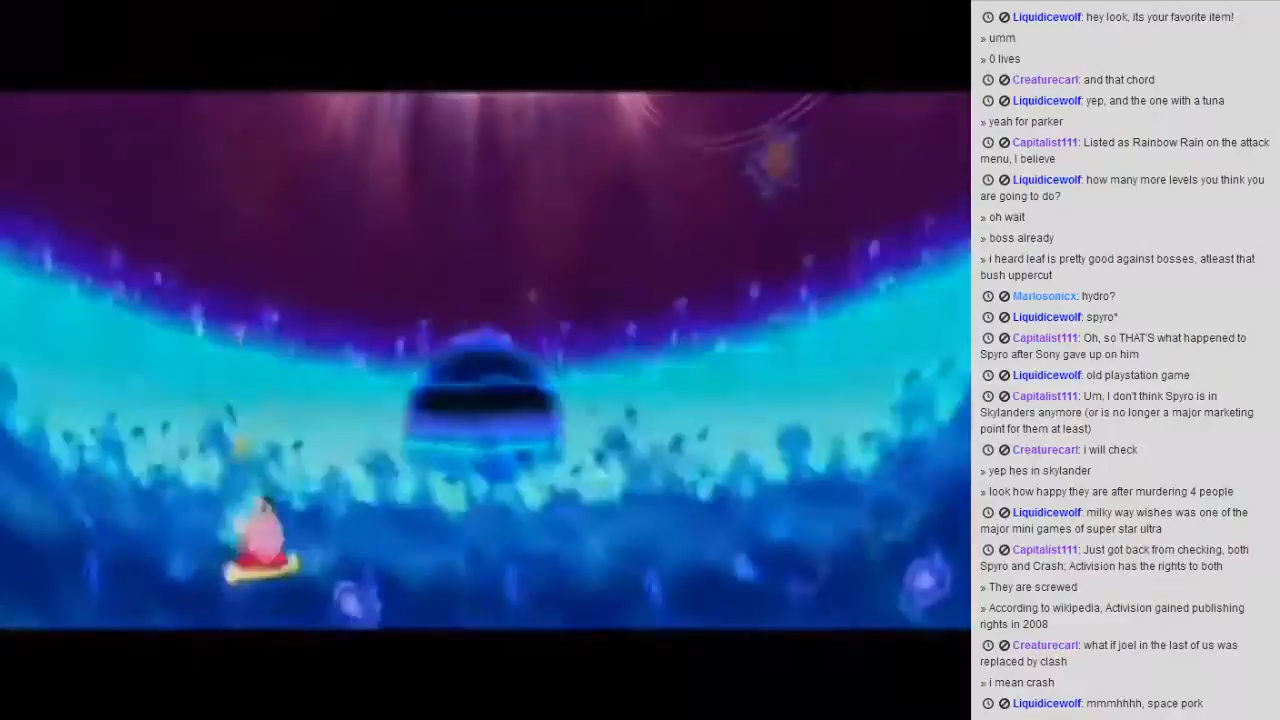 Liquidicewolf: hey look, its your favorite item!
» umm
» 0 lives
Creaturecarl: and that chord
Liquidicewolf: yep, and the one with a tuna
» yeah for parker
Capitalist111: Listed as Rainbow Rain on the attack
menu, I believe
Liquidicewolf: how many more levels you think you
are going to do?
» oh wait
» boss already
» i heard leaf is pretty good against bosses, atleast that
bush uppercut
Mariosonicx: hydro?
Liquidicewolf: spyro*
Capitalist111: Oh, so THAT'S what happened to
Spyro after Sony gave up on him
Liquidicewolf: old playstation game
Capitalist111: Um, I don't think Spyro is in
Skylanders anymore (or is no longer a major marketing
point for them at least)
Creaturecarl: i will check
» yep hes in skylander
» look how happy they are after murdering 4 people
Liquidicewolf: milky way wishes was one of the
major mini games of super star ultra
Capitalist111: Just got back from checking, both
Spyro and Crash; Activision has the rights to both
» They are screwed
» According to wikipedia, Activision gained publishing
rights in 2008
Creaturecarl: what if joel in the last of us was
replaced by clash
» i mean crash
Liquidicewolf: mmmhhhh, space pork